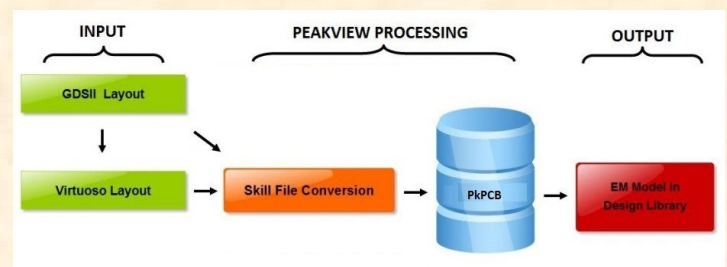 INPUT
PEAKVIEW PROCESSING
OUTPUT
GDSII Layout
Virtuoso Layout
Skill File Conversion
PkPCB
EM Model in
Design Library